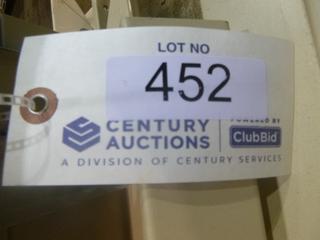 LOT NO
452
CENTURY AUCTIONS
POWERED BY
ClubBid
A DIVISION OF CENTURY SERVICES